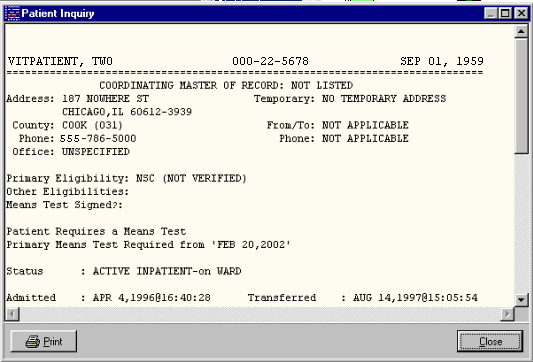 Patient Inquiry
VITPATIENT, TWO 000-22-5678 SEP 01, 1959
==============================================================================
COORDINATING MASTER OF RECORD: NOT LISTED
Address: 187 NOWHERE ST Temporary: NO TEMPORARY ADDRESS
CHICAGO,IL 60612-3939
County: COOK (031) From/To: NOT APPLICABLE
Phone: 555-786-5000 Phone: NOT APPLICABLE
Office: UNSPECIFIED
Primary Eligibility: NSC (NOT VERIFIED)
Other Eligibilities:
Means Test Signed?:
Patient Requires a Means Test
Primary Means Test Required from 'FEB 20,2002'
Status : ACTIVE INPATIENT-on WARD
Admitted : APR 4,1996@16:40:28 Transferred : AUG 14,1997@15:05:54
Print Close